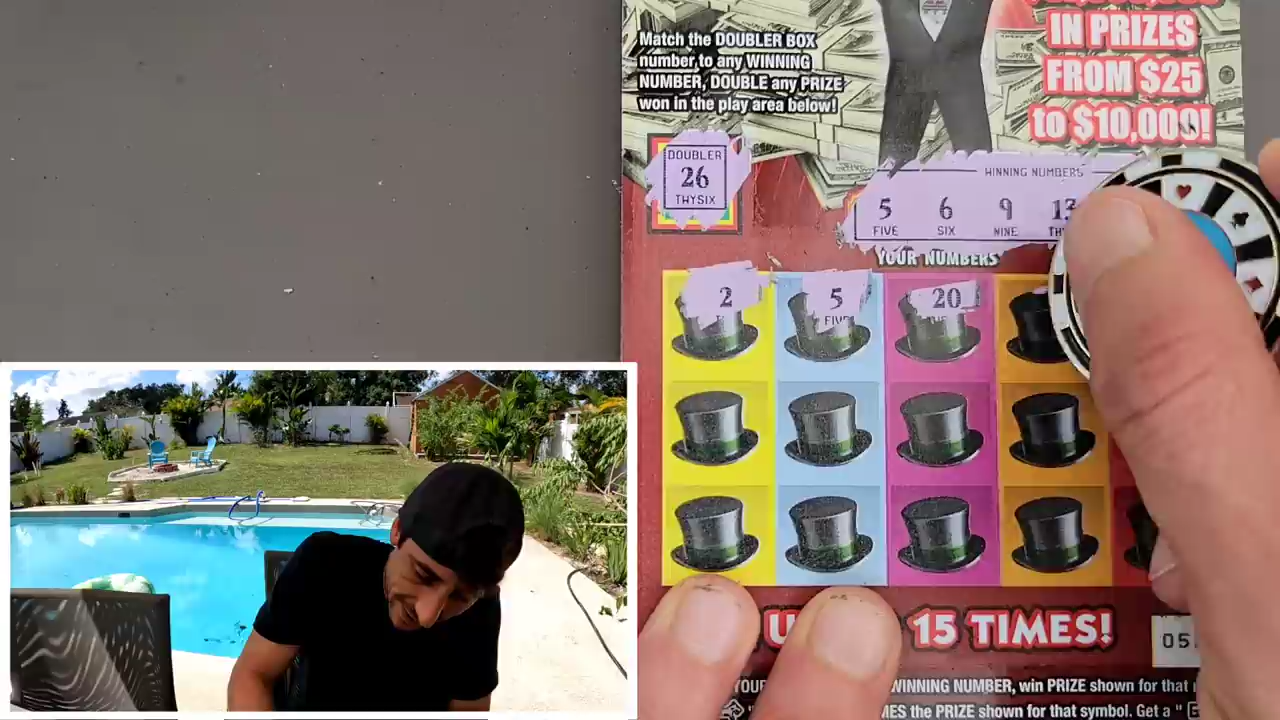 IN PRIZES
FROM $25
to $10,000!
Match the DOUBLER BOX
number to any WINNING
NUMBER, DOUBLE any PRIZE
won in the play area below!
DOUBLER
26
TWYSIX
WINNING NUMBERS
5 6 9 13
FIVE SIX NINE
YOUR NUMBERS
2 5 20
FIVE
15 TIMES!
05
WINNING NUMBER, win PRIZE shown for that
the PRIZE shown for that symbol. Get a "